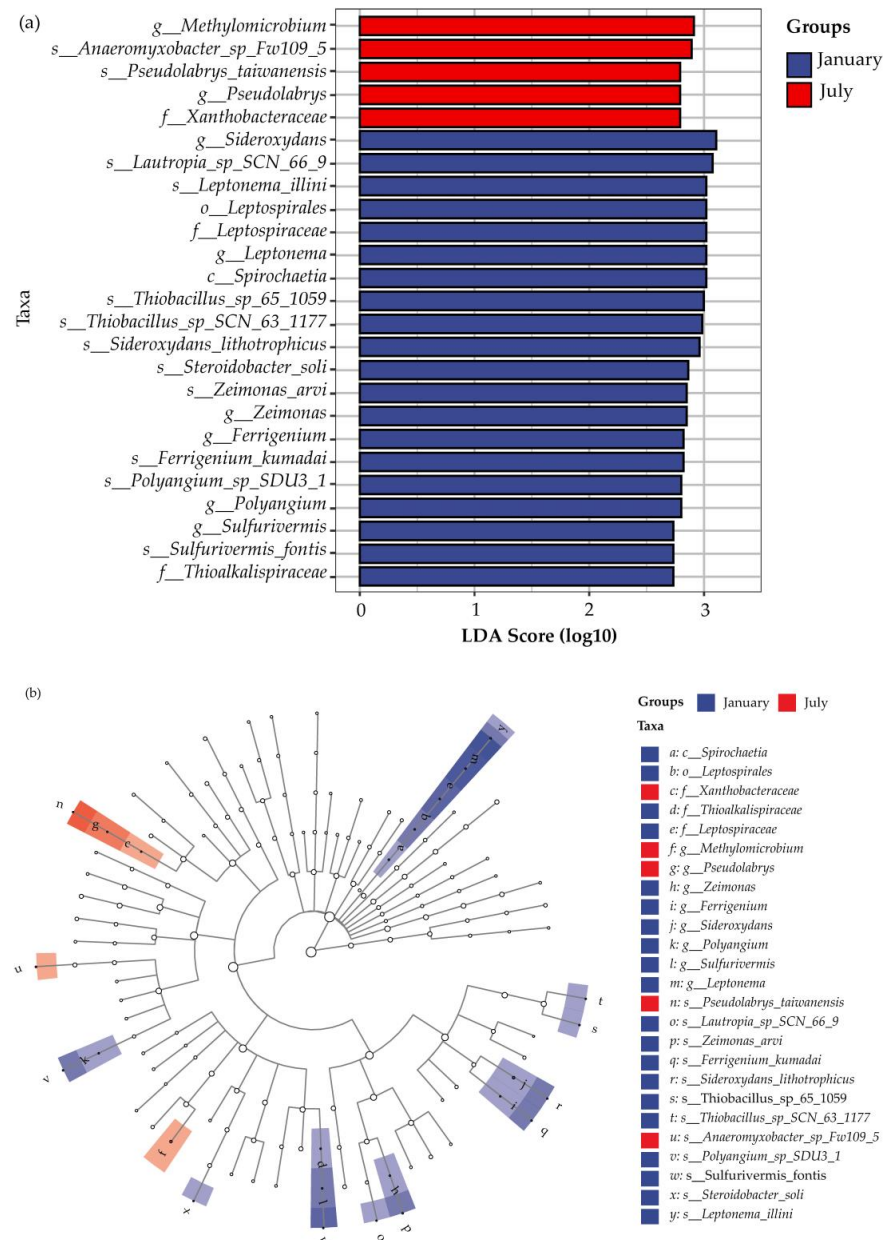 (a)
g__Methylomicrobium
s__Anaeromyxobacter_sp_Fw109_5
s__Pseudolabrys_taiwanensis
g__Pseudolabrys
f__Xanthobacteraceae
g__Sideroxydans
s__Lautropia_sp_SCN_66_9
s__Leptonema_illini
o__Leptospirales
f__Leptospiraceae
g__Leptonema
c__Spirochaetia
s__Thiobacillus_sp_65_1059
s__Thiobacillus_sp_SCN_63_1177
s__Sideroxydans_lithotrophicus
s__Steroidobacter_soli
s__Zeimonas_arvi
g__Zeimonas
g__Ferrigenium
s__Ferrigenium_kumadai
s__Polyangium_sp_SDU3_1
g__Polyangium
g__Sulfurivermis
s__Sulfurivermis_fontis
f__Thioalkalispiraceae
Taxa
0 1 2 3
LDA Score (log10)
Groups
January
July
(b)
n
g
c
u
v
k
f
x
d
l
o
h
p
q
r
i
j
s
t
a
b
e
m
y
Groups January July
Taxa
a: c__Spirochaetia
b: o__Leptospirales
c: f__Xanthobacteraceae
d: f__Thioalkalispiraceae
e: f__Leptospiraceae
f: g__Methylomicrobium
g: g__Pseudolabrys
h: g__Zeimonas
i: g__Ferrigenium
j: g__Sideroxydans
k: g__Polyangium
l: g__Sulfurivermis
m: g__Leptonema
n: s__Pseudolabrys_taiwanensis
o: s__Lautropia_sp_SCN_66_9
p: s__Zeimonas_arvi
q: s__Ferrigenium_kumadai
r: s__Sideroxydans_lithotrophicus
s: s__Thiobacillus_sp_65_1059
t: s__Thiobacillus_sp_SCN_63_1177
u: s__Anaeromyxobacter_sp_Fw109_5
v: s__Polyangium_sp_SDU3_1
w: s__Sulfurivermis_fontis
x: s__Steroidobacter_soli
y: s__Leptonema_illini